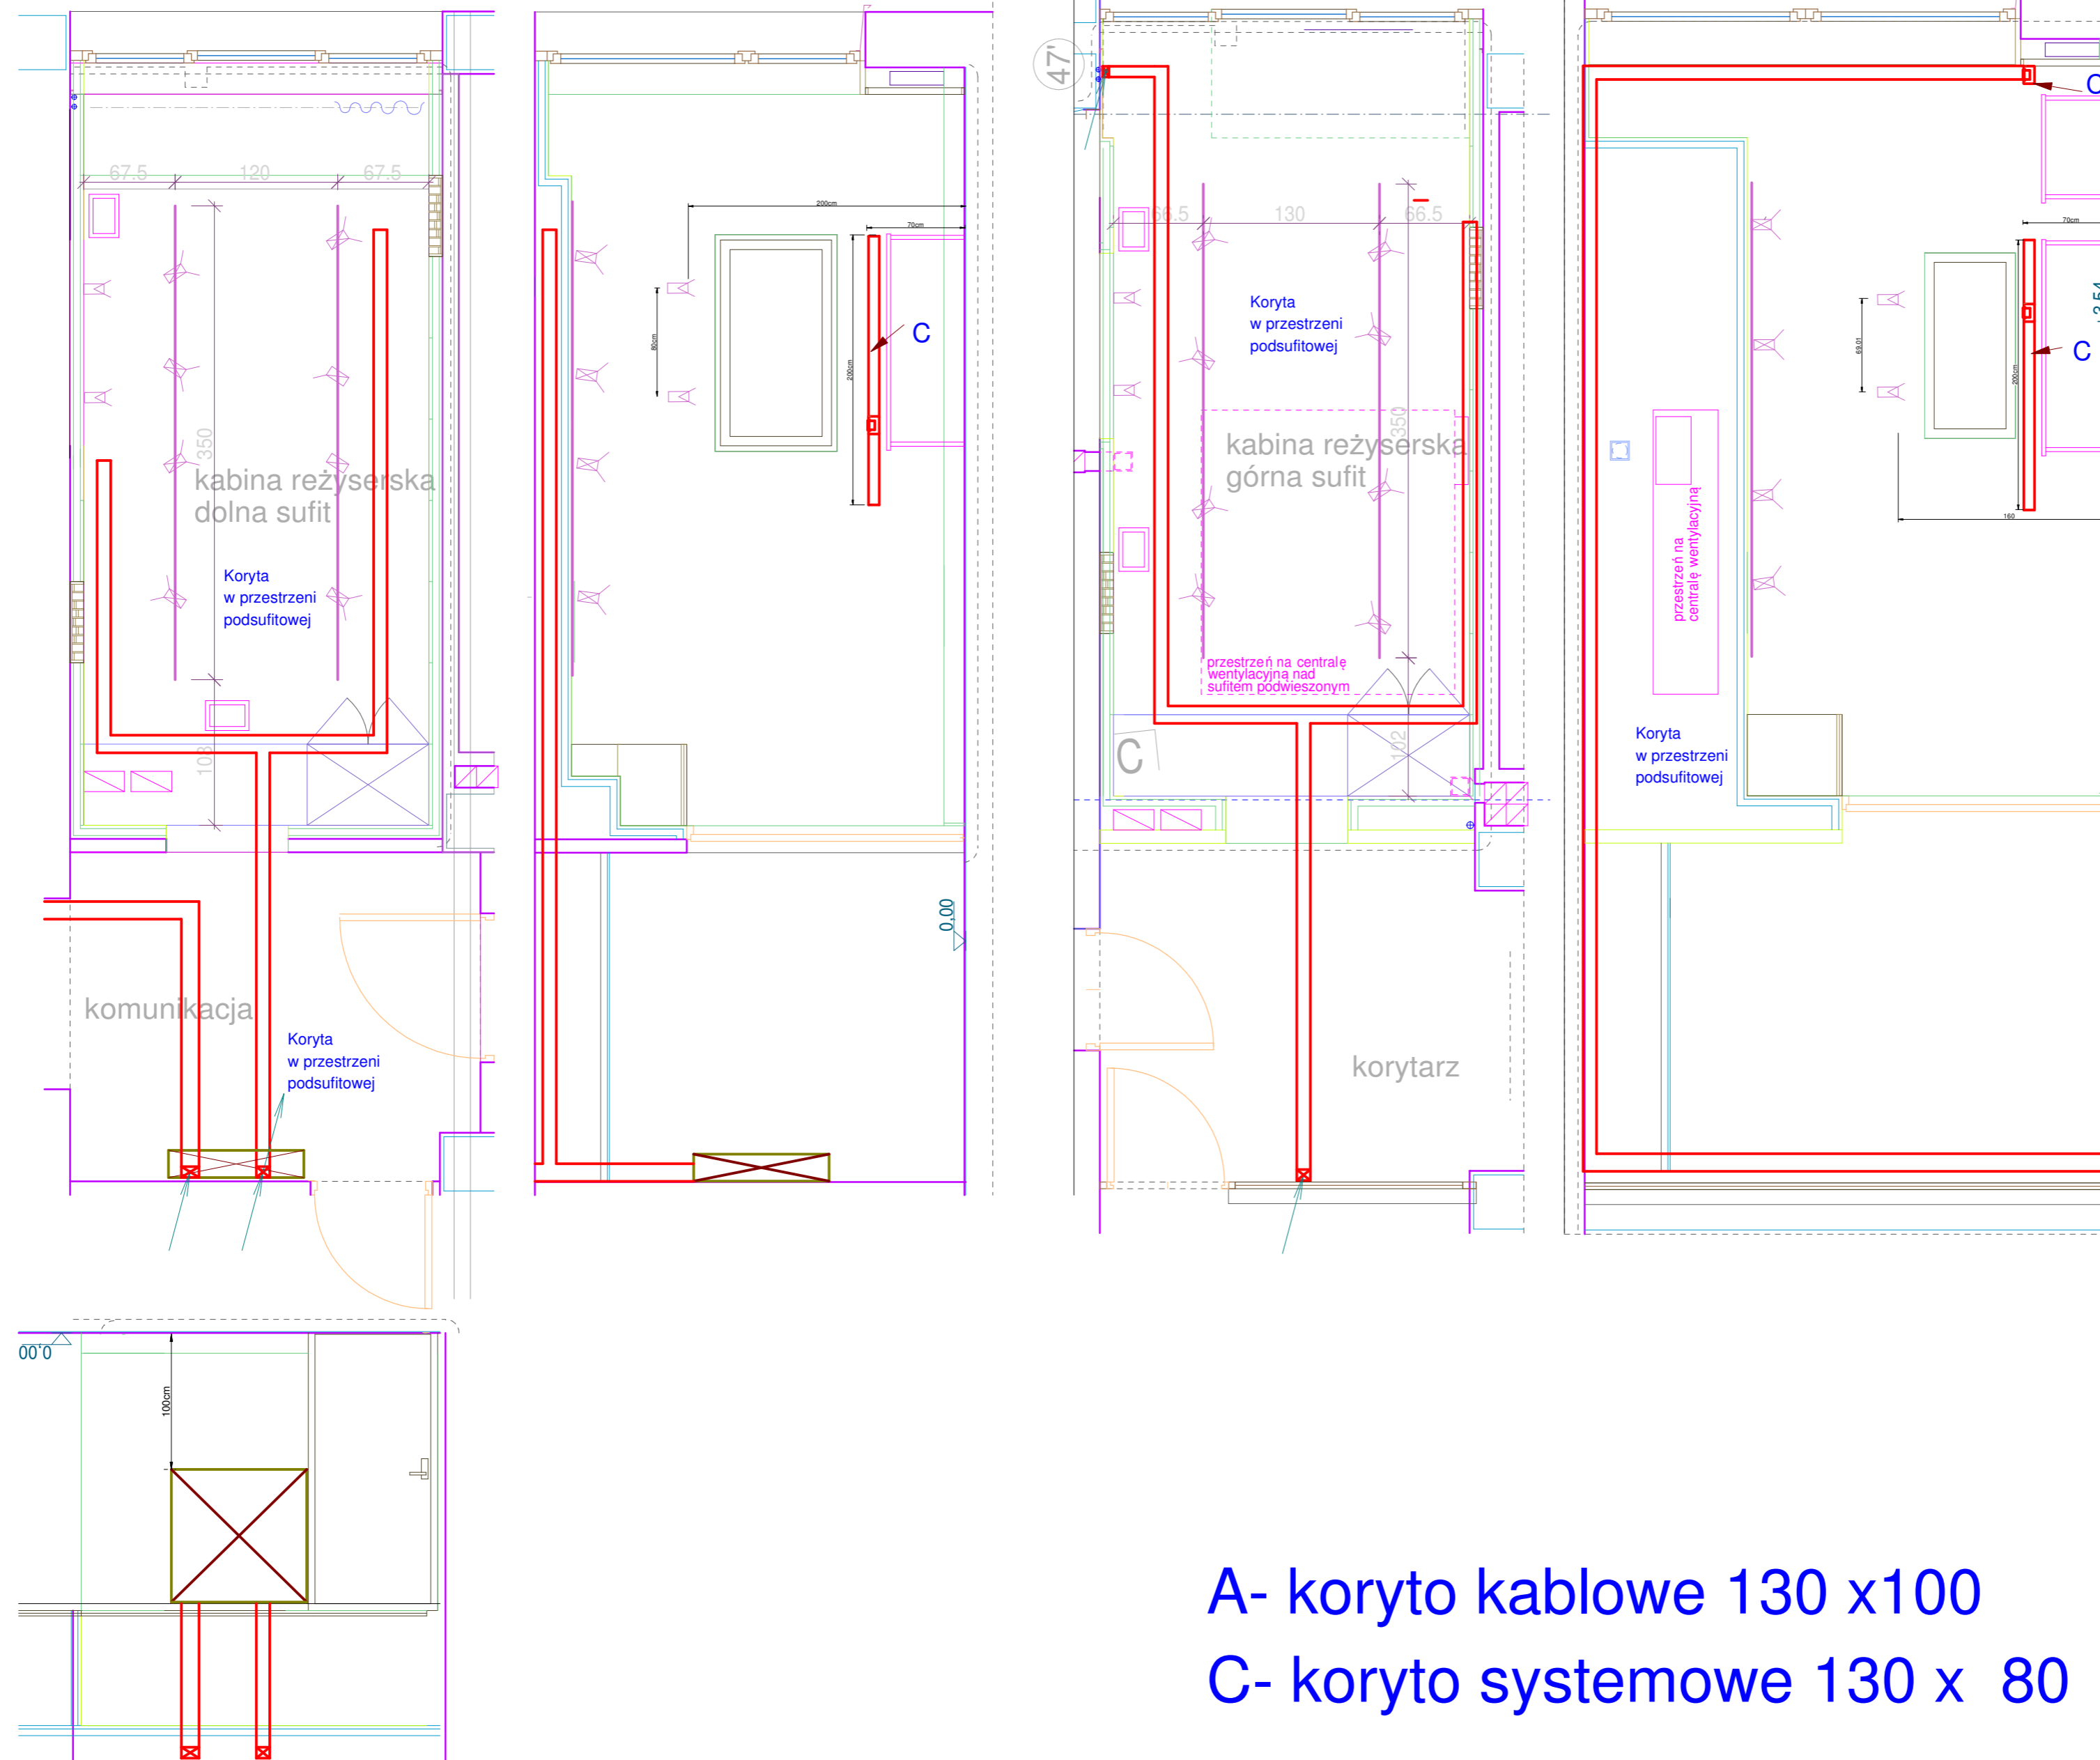 67.5
120
67.5
350
kabina reżyserska
dolna sufit
Koryta
w przestrzeni
podsufitowej
103
komunikacja
Koryta
w przestrzeni
podsufitowej
200cm
70cm
80cm
200cm
C
0,00
47'
66.5
130
66.5
Koryta
w przestrzeni
podsufitowej
350
kabina reżyserska
górna sufit
przestrzeń na centralę
wentylacyjną nad
sufitem podwieszonym
102
C
korytarz
C
70cm
69.01
200cm
C
160
przestrzeń na
centralę wentylacyjną
Koryta
w przestrzeni
podsufitowej
0,00
100cm
A- koryto kablowe 130 x100
C- koryto systemowe 130 x 80